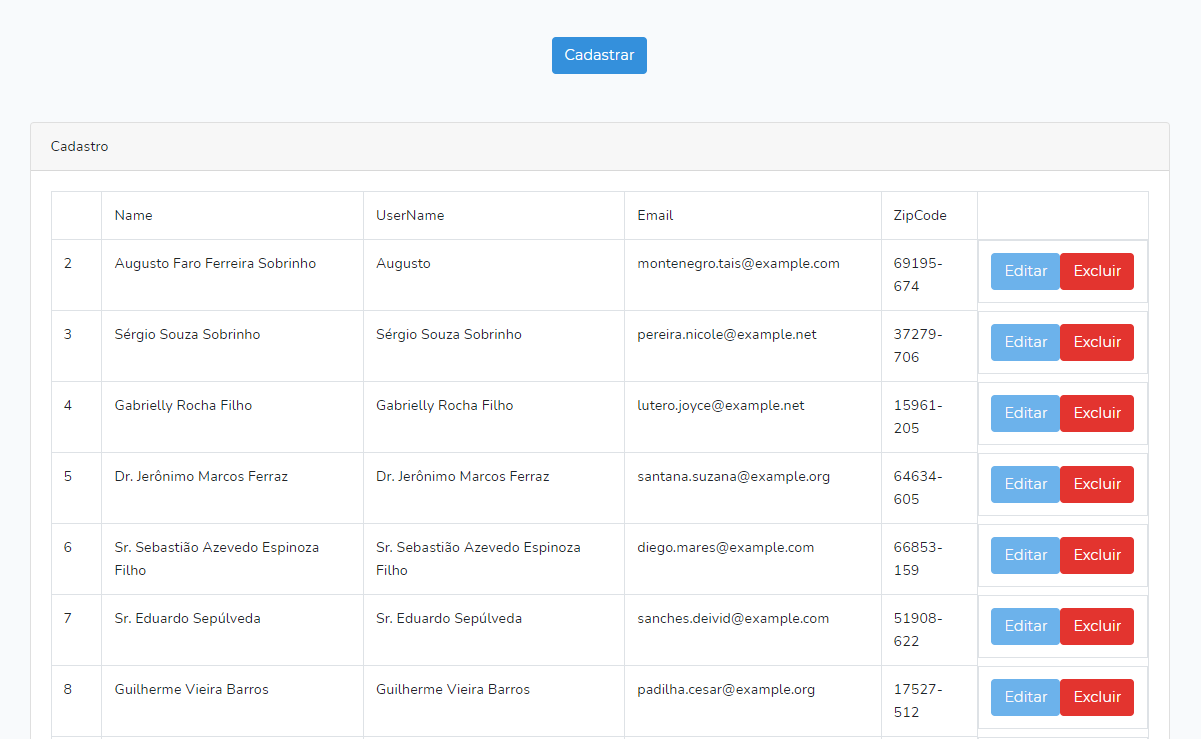 Cadastrar
Cadastro
Name UserName Email ZipCode
2 Augusto Faro Ferreira Sobrinho Augusto montenegro.tais@example.com 69195-
674 Editar Excluir
3 Sérgio Souza Sobrinho Sérgio Souza Sobrinho pereira.nicole@example.net 37279-
706 Editar Excluir
4 Gabrielly Rocha Filho Gabrielly Rocha Filho lutero.joyce@example.net 15961-
205 Editar Excluir
5 Dr. Jerônimo Marcos Ferraz Dr. Jerônimo Marcos Ferraz santana.suzana@example.org 64634-
605 Editar Excluir
6 Sr. Sebastião Azevedo Espinoza Sr. Sebastião Azevedo Espinoza diego.mares@example.com 66853-
Filho Filho 159 Editar Excluir
7 Sr. Eduardo Sepúlveda Sr. Eduardo Sepúlveda sanches.deivid@example.com 51908-
622 Editar Excluir
8 Guilherme Vieira Barros Guilherme Vieira Barros padilha.cesar@example.org 17527-
512 Editar Excluir